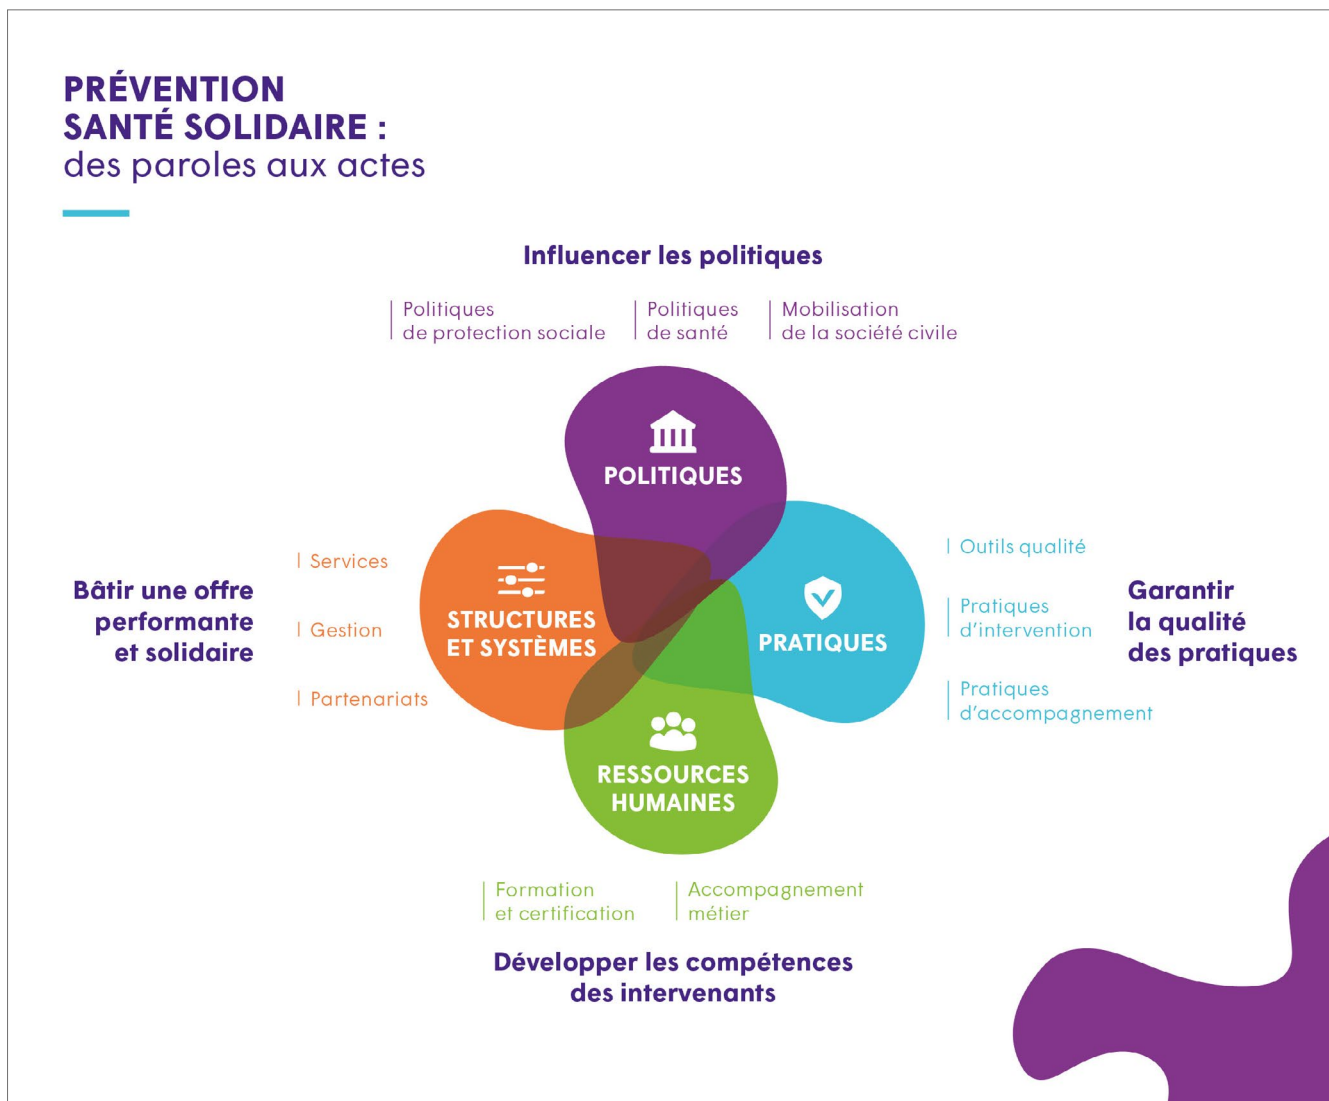 PRÉVENTION
SANTÉ SOLIDAIRE :
des paroles aux actes
Influencer les politiques
Politiques
de protection sociale
Politiques
de santé
Mobilisation
de la société civile
POLITIQUES
Bâtir une offre
performante
et solidaire
Services
Gestion
Partenariats
STRUCTURES
ET SYSTÈMES
PRATIQUES
Outils qualité
Pratiques
d'intervention
Pratiques
d'accompagnement
Garantir
la qualité
des pratiques
RESSOURCES
HUMAINES
Formation
et certification
Accompagnement
métier
Développer les compétences
des intervenants